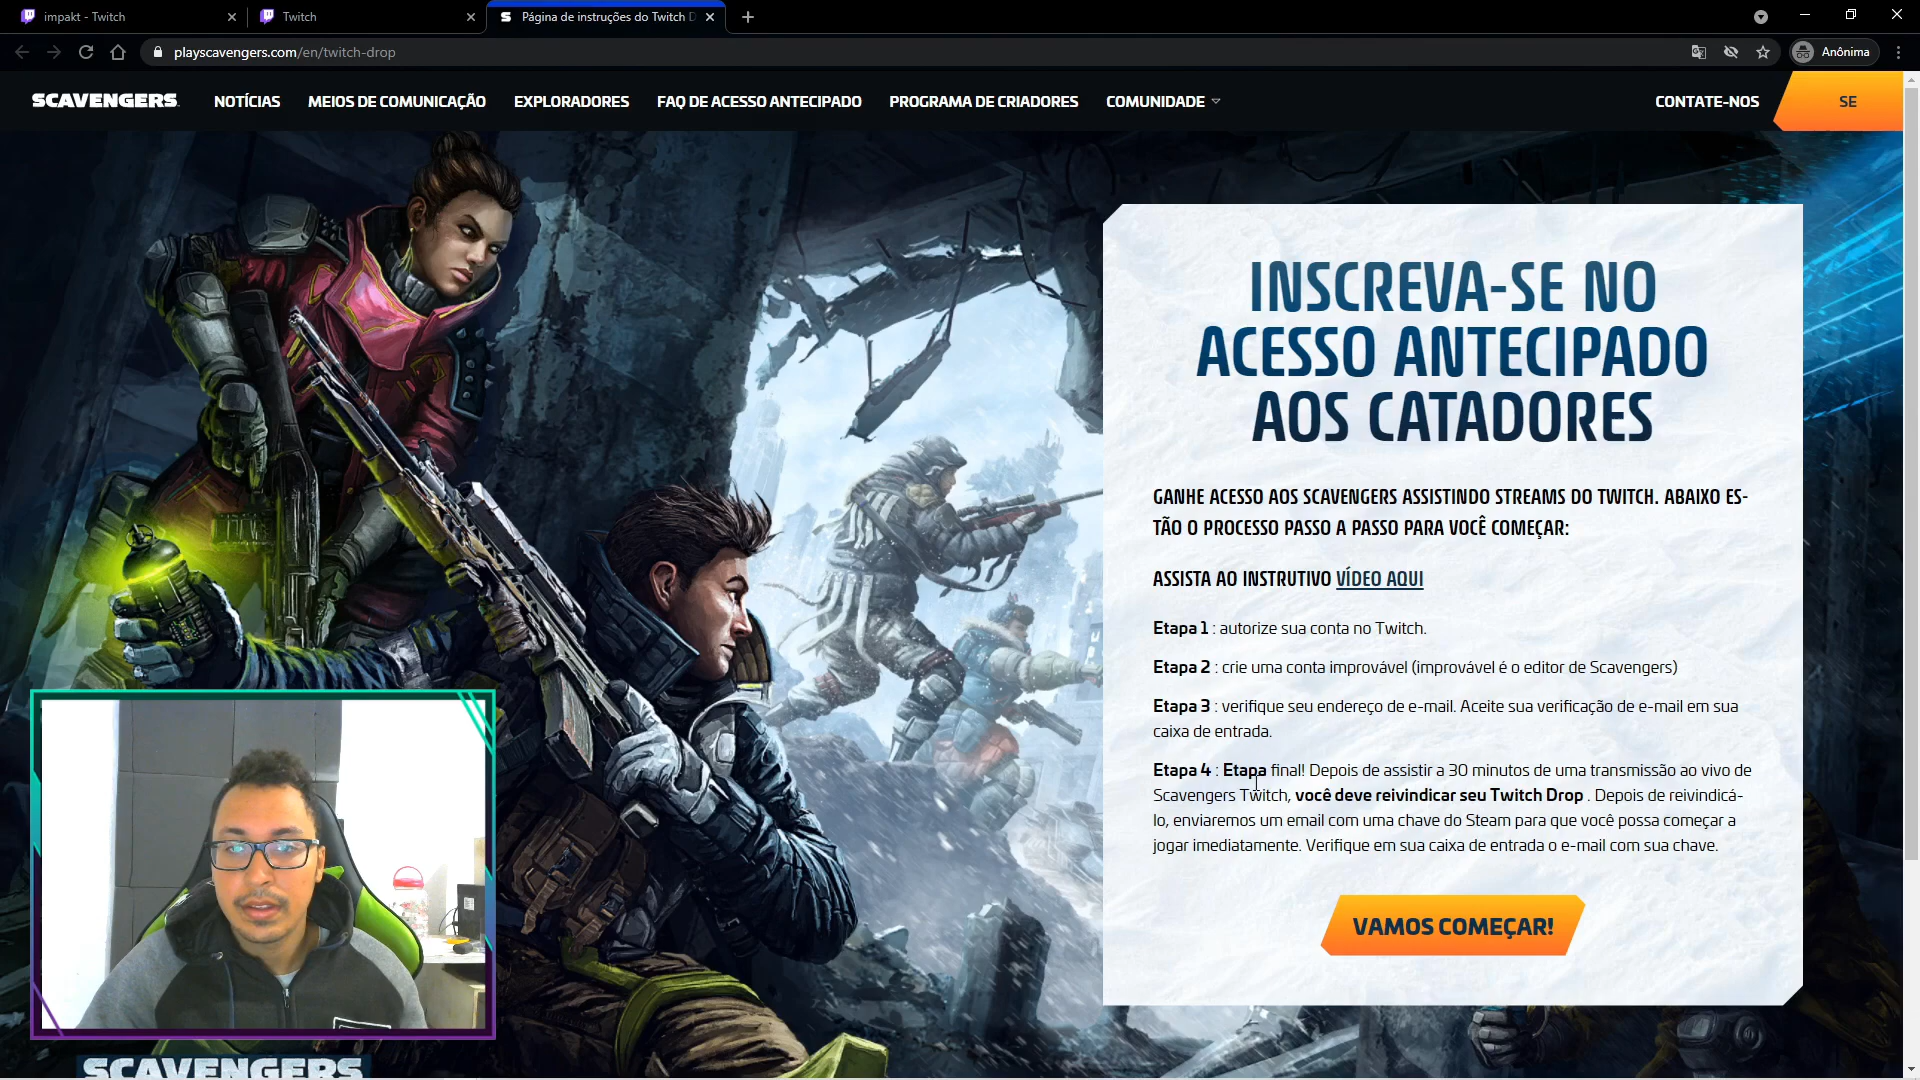 impakt - Twitch
Twitch
Página de instruções do Twitch D
playscavengers.com/en/twitch-drop
Anônima
SCAVENGERS
NOTÍCIAS
MEIOS DE COMUNICAÇÃO
EXPLORADORES
FAQ DE ACESSO ANTECIPADO
PROGRAMA DE CRIADORES
COMUNIDADE
CONTATE-NOS
SE
INSCREVA-SE NO
ACESSO ANTECIPADO
AOS CATADORES
GANHE ACESSO AOS SCAVENGERS ASSISTINDO STREAMS DO TWITCH. ABAIXO ES-
TÃO O PROCESSO PASSO A PASSO PARA VOCÊ COMEÇAR:
ASSISTA AO INSTRUTIVO VÍDEO AQUI
Etapa 1 : autorize sua conta no Twitch.
Etapa 2 : crie uma conta improvável (improvável é o editor de Scavengers)
Etapa 3 : verifique seu endereço de e-mail. Aceite sua verificação de e-mail em sua
caixa de entrada.
Etapa 4 : Etapa final! Depois de assistir a 30 minutos de uma transmissão ao vivo de
Scavengers Twitch, você deve reivindicar seu Twitch Drop . Depois de reivindicá-
lo, enviaremos um email com uma chave do Steam para que você possa começar a
jogar imediatamente. Verifique em sua caixa de entrada o e-mail com sua chave.
VAMOS COMEÇAR!
SCAVENGERS